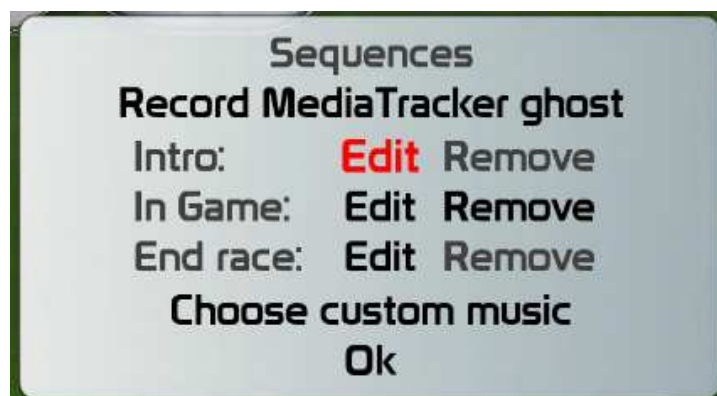 Sequences
Record MediaTracker ghost
Intro: Edit Remove
In Game: Edit Remove
End race: Edit Remove
Choose custom music
Ok